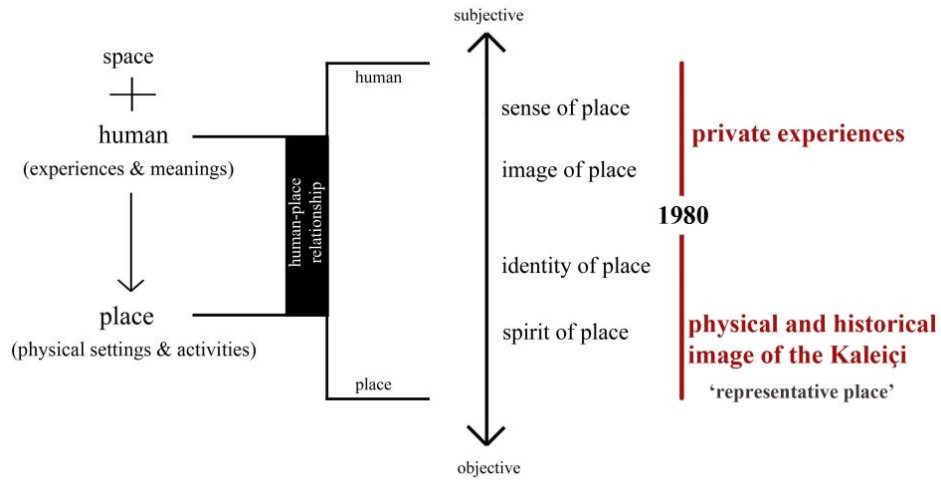 subjective
space
human
human
sense of place
private experiences
(experiences & meanings)
image of place
human-place
relationship
1980
identity of place
place
spirit of place
physical and historical
image of the Kaleiçi
(physical settings & activities)
place
‘representative place’
objective